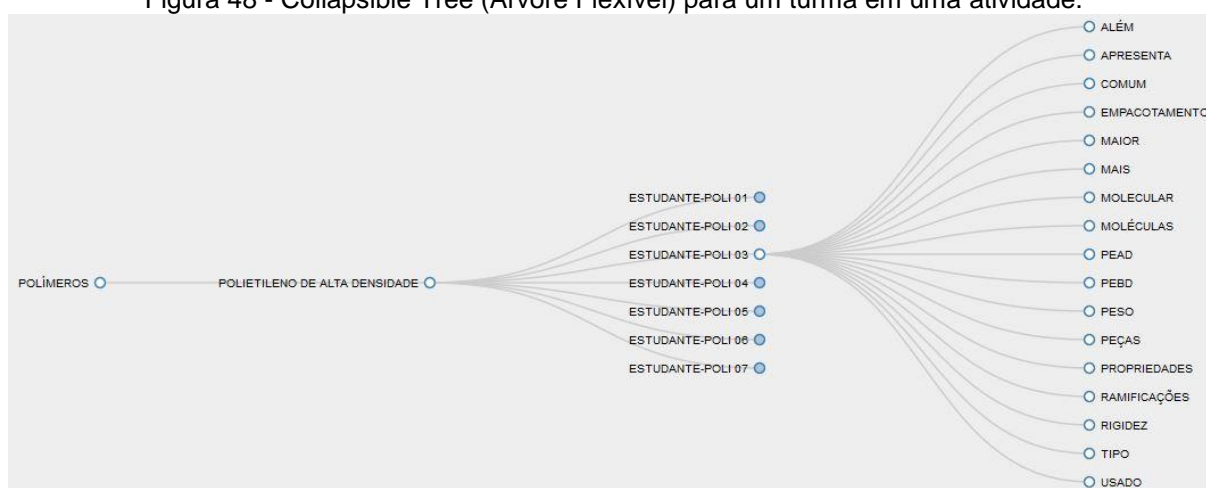 Figura 48 - Collapsible Tree (Árvore Flexível) para um turma em uma atividade.
POLÍMEROS
POLIETILENO DE ALTA DENSIDADE
ESTUDANTE-POLI 01
ESTUDANTE-POLI 02
ESTUDANTE-POLI 03
ESTUDANTE-POLI 04
ESTUDANTE-POLI 05
ESTUDANTE-POLI 06
ESTUDANTE-POLI 07
ALÉM
APRESENTA
COMUM
EMPACOTAMENTO
MAIOR
MAIS
MOLECULAR
MOLÉCULAS
PEAD
PEBD
PESO
PEÇAS
PROPRIEDADES
RAMIFICAÇÕES
RIGIDEZ
TIPO
USADO